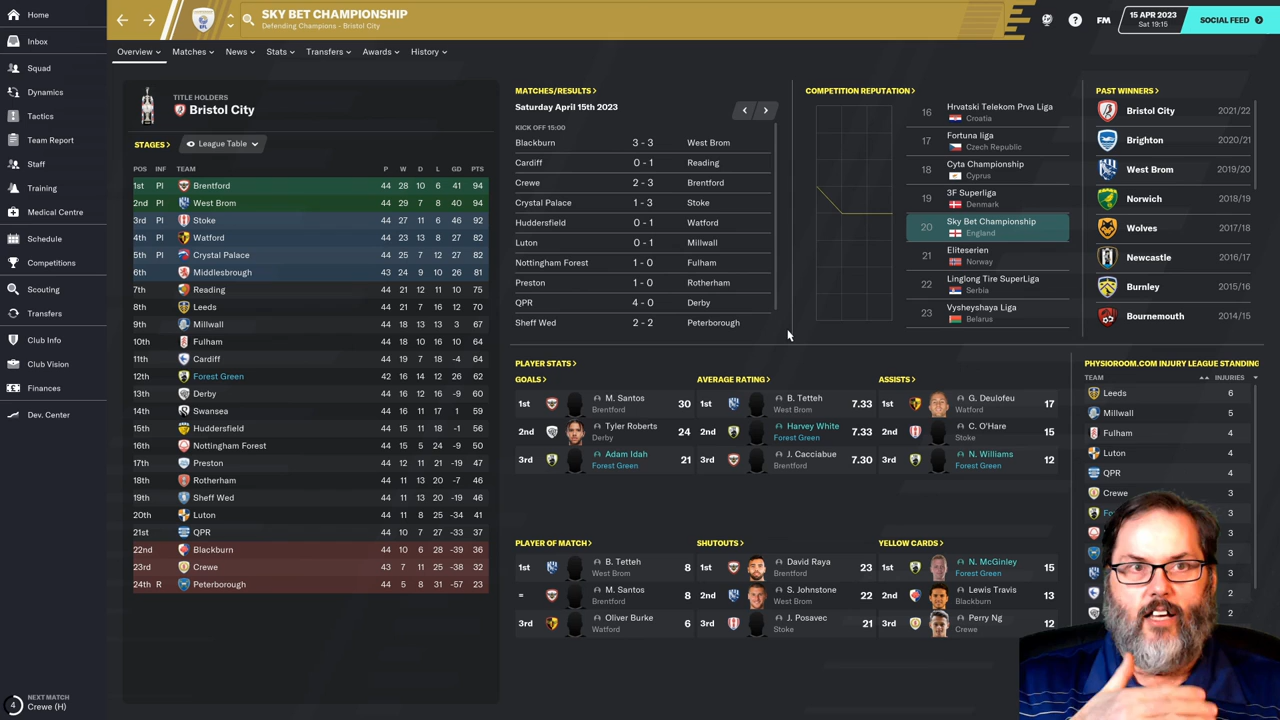 Home
Inbox
Squad
Dynamics
Tactics
Team Report
Staff
Training
Medical Centre
Schedule
Competitions
Scouting
Transfers
Club Info
Club Vision
Finances
Dev. Center
4 NEXT MATCH
Crewe (H)
SKY BET CHAMPIONSHIP
Defending Champions - Bristol City
? FM
15 APR 2023
Sat 19:15
SOCIAL FEED
Overview Matches News Stats Transfers Awards History
TITLE HOLDERS
Bristol City
STAGES League Table
POS INF TEAM P W D L GD PTS
1st Pl Brentford 44 28 10 6 41 94
2nd Pl West Brom 44 29 7 8 40 94
3rd Pl Stoke 44 27 11 6 46 92
4th Pl Watford 44 23 13 8 27 82
5th Pl Crystal Palace 44 25 7 12 27 82
6th Middlesbrough 43 24 9 10 26 81
7th Reading 44 21 12 11 10 75
8th Leeds 44 21 7 16 12 70
9th Millwall 44 18 13 13 3 67
10th Fulham 44 18 10 16 10 64
11th Cardiff 44 19 7 18 -4 64
12th Forest Green 42 16 14 12 26 62
13th Derby 44 16 12 16 -9 60
14th Swansea 44 16 11 17 1 59
15th Huddersfield 44 15 11 18 -1 56
16th Nottingham Forest 44 15 5 24 -9 50
17th Preston 44 12 11 21 -19 47
18th Rotherham 44 11 13 20 -7 46
19th Sheff Wed 44 11 13 20 -19 46
20th Luton 44 11 8 25 -34 41
21st QPR 44 10 7 27 -33 37
22nd Blackburn 44 10 6 28 -39 36
23rd Crewe 43 7 11 25 -38 32
24th R Peterborough 44 5 8 31 -57 23
MATCHES/RESULTS
Saturday April 15th 2023
KICK OFF 15:00
Blackburn 3 - 3 West Brom
Cardiff 0 - 1 Reading
Crewe 2 - 3 Brentford
Crystal Palace 1 - 3 Stoke
Huddersfield 0 - 1 Watford
Luton 0 - 1 Millwall
Nottingham Forest 1 - 0 Fulham
Preston 1 - 0 Rotherham
QPR 4 - 0 Derby
Sheff Wed 2 - 2 Peterborough
COMPETITION REPUTATION
16 Hrvatski Telekom Prva Liga
Croatia
17 Fortuna liga
Czech Republic
18 Cyta Championship
Cyprus
19 3F Superliga
Denmark
20 Sky Bet Championship
England
21 Eliteserien
Norway
22 Linglong Tire SuperLiga
Serbia
23 Vysheyshaya Liga
Belarus
PAST WINNERS
Bristol City 2021/22
Brighton 2020/21
West Brom 2019/20
Norwich 2018/19
Wolves 2017/18
Newcastle 2016/17
Burnley 2015/16
Bournemouth 2014/15
PLAYER STATS
GOALS
1st M. Santos 30
Brentford
2nd Tyler Roberts 24
Derby
3rd Adam Idah 21
Forest Green
AVERAGE RATING
1st B. Tetteh 7.33
West Brom
2nd Harvey White 7.33
Forest Green
3rd J. Cacciabue 7.30
Brentford
ASSISTS
1st G. Deulofeu 17
Watford
2nd C. O'Hare 15
Stoke
3rd N. Williams 12
Forest Green
PLAYER OF MATCH
1st B. Tetteh 8
West Brom
= M. Santos 8
Brentford
3rd Oliver Burke 6
Watford
SHUTOUTS
1st David Raya 23
Brentford
2nd S. Johnstone 22
West Brom
3rd J. Posavec 21
Stoke
YELLOW CARDS
1st N. McGinley 15
Forest Green
2nd Lewis Travis 13
Blackburn
3rd Perry Ng 12
Crewe
PHYSIOROOM.COM INJURY LEAGUE STANDING
TEAM INJURIES
Leeds 6
Millwall 5
Fulham 4
Luton 4
QPR 4
Crewe 3
3
3
3
3
2
2